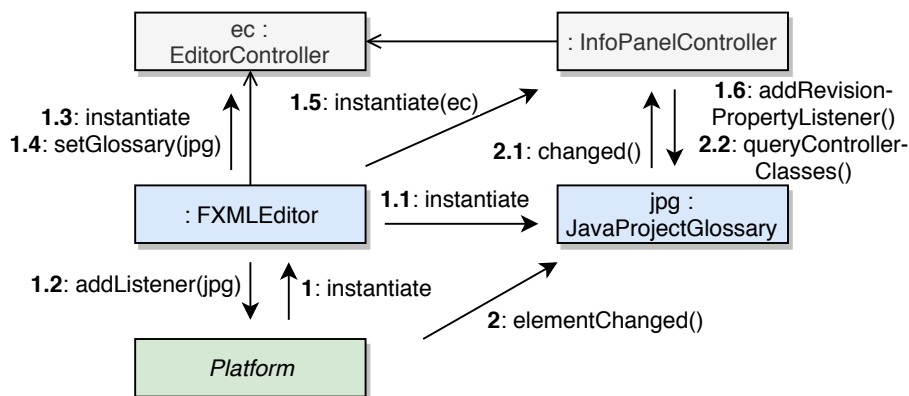 ec :
EditorController
: InfoPanelController
1.3: instantiate
1.4: setGlossary(jpg)
1.5: instantiate(ec)
2.1: changed()
1.6: addRevision-
PropertyListener()
2.2: queryController-
Classes()
: FXMLEditor
1.1: instantiate
jpg :
JavaProjectGlossary
1.2: addListener(jpg)
1: instantiate
2: elementChanged()
Platform